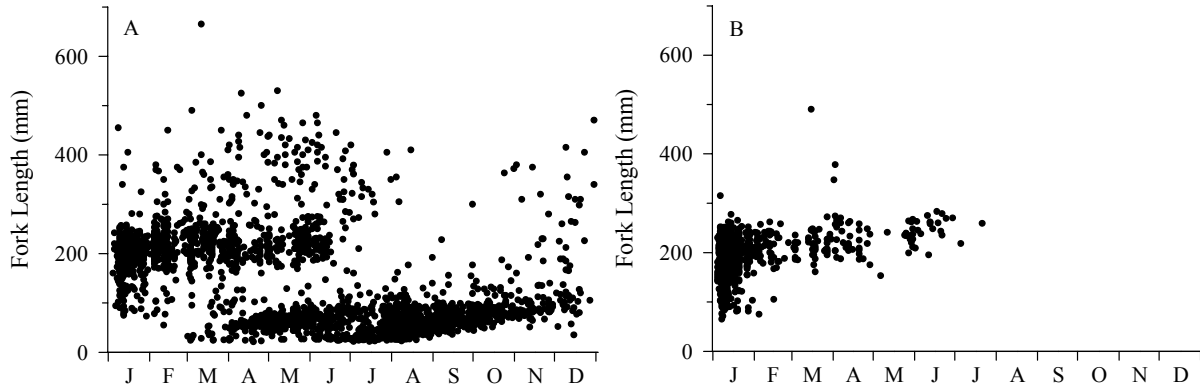 A
Fork Length (mm)
600
400
200
0
J F M A M J J A S O N D
B
Fork Length (mm)
600
400
200
0
J F M A M J J A S O N D